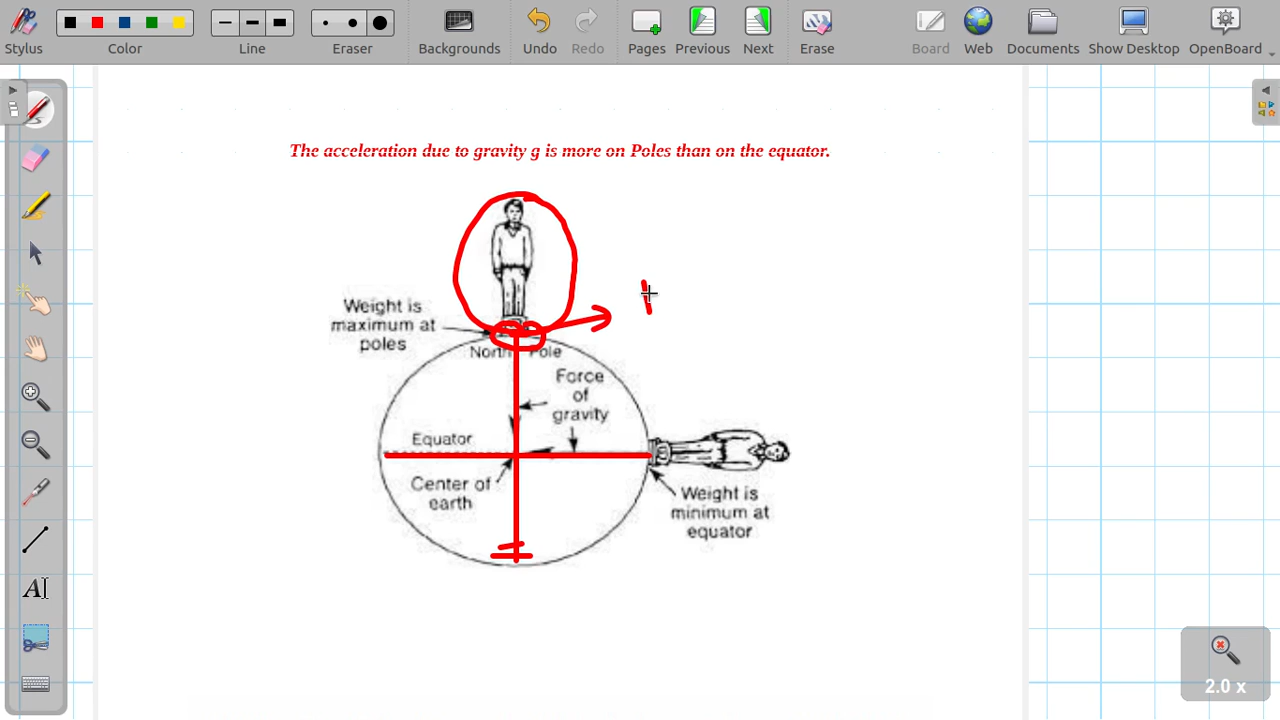 Stylus
Color
Line
Eraser
Backgrounds
Undo
Redo
Pages
Previous
Next
Erase
Board
Web
Documents
Show Desktop
OpenBoard
The acceleration due to gravity g is more on Poles than on the equator.
Weight is
maximum at
poles
North Pole
Force
of
gravity
Equator
Center of
earth
Weight is
minimum at
equator
2.0 x